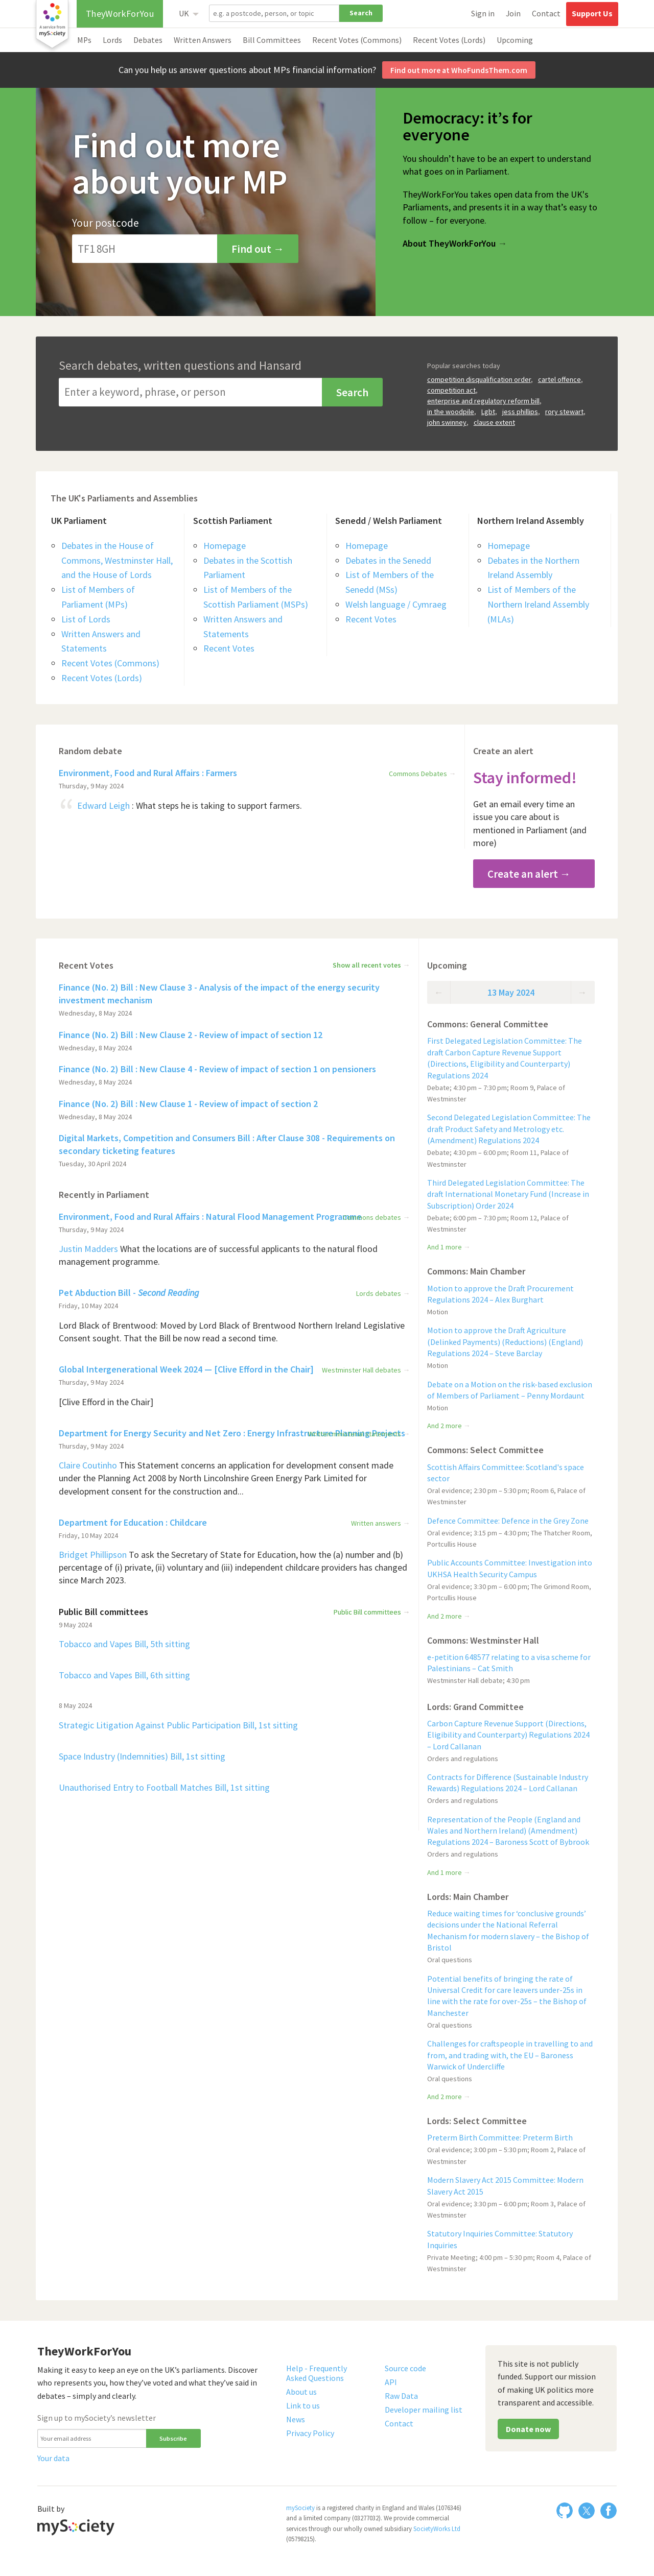 A service from
mySociety
TheyWorkForYou
UK
e.g. a postcode, person, or topic
Search
Sign in
Join
Contact
Support Us
MPs
Lords
Debates
Written Answers
Bill Committees
Recent Votes (Commons)
Recent Votes (Lords)
Upcoming
Can you help us answer questions about MPs financial information?
Find out more at WhoFundsThem.com
Find out more
about your MP
Your postcode
TF1 8GH
Find out →
Democracy: it's for
everyone
You shouldn't have to be an expert to understand
what goes on in Parliament.
TheyWorkForYou takes open data from the UK's
Parliaments, and presents it in a way that's easy to
follow – for everyone.
About TheyWorkForYou →
Search debates, written questions and Hansard
Enter a keyword, phrase, or person
Search
Popular searches today
competition disqualification order, cartel offence,
competition act,
enterprise and regulatory reform bill,
in the woodpile, Lgbt, jess phillips, rory stewart,
john swinney, clause extent
The UK's Parliaments and Assemblies
UK Parliament
Debates in the House of
Commons, Westminster Hall,
and the House of Lords
List of Members of
Parliament (MPs)
List of Lords
Written Answers and
Statements
Recent Votes (Commons)
Recent Votes (Lords)
Scottish Parliament
Homepage
Debates in the Scottish
Parliament
List of Members of the
Scottish Parliament (MSPs)
Written Answers and
Statements
Recent Votes
Senedd / Welsh Parliament
Homepage
Debates in the Senedd
List of Members of the
Senedd (MSs)
Welsh language / Cymraeg
Recent Votes
Northern Ireland Assembly
Homepage
Debates in the Northern
Ireland Assembly
List of Members of the
Northern Ireland Assembly
(MLAs)
Random debate
Environment, Food and Rural Affairs : Farmers
Commons Debates →
Thursday, 9 May 2024
Edward Leigh : What steps he is taking to support farmers.
Create an alert
Stay informed!
Get an email every time an
issue you care about is
mentioned in Parliament (and
more)
Create an alert →
Recent Votes
Show all recent votes →
Finance (No. 2) Bill : New Clause 3 - Analysis of the impact of the energy security
investment mechanism
Wednesday, 8 May 2024
Finance (No. 2) Bill : New Clause 2 - Review of impact of section 12
Wednesday, 8 May 2024
Finance (No. 2) Bill : New Clause 4 - Review of impact of section 1 on pensioners
Wednesday, 8 May 2024
Finance (No. 2) Bill : New Clause 1 - Review of impact of section 2
Wednesday, 8 May 2024
Digital Markets, Competition and Consumers Bill : After Clause 308 - Requirements on
secondary ticketing features
Tuesday, 30 April 2024
Recently in Parliament
Environment, Food and Rural Affairs : Natural Flood Management Programme
debates →
Thursday, 9 May 2024
Justin Madders What the locations are of successful applicants to the natural flood
management programme.
Pet Abduction Bill - Second Reading
Lords debates →
Friday, 10 May 2024
Lord Black of Brentwood: Moved by Lord Black of Brentwood Northern Ireland Legislative
Consent sought. That the Bill be now read a second time.
Global Intergenerational Week 2024 — [Clive Efford in the Chair]
Westminster Hall debates →
Thursday, 9 May 2024
[Clive Efford in the Chair]
Department for Energy Security and Net Zero : Energy Infrastructure Planning Projects
Thursday, 9 May 2024
Claire Coutinho This Statement concerns an application for development consent made
under the Planning Act 2008 by North Lincolnshire Green Energy Park Limited for
development consent for the construction and...
Department for Education : Childcare
Written answers →
Friday, 10 May 2024
Bridget Phillipson To ask the Secretary of State for Education, how the (a) number and (b)
percentage of (i) private, (ii) voluntary and (iii) independent childcare providers has changed
since March 2023.
Public Bill committees
Public Bill committees →
9 May 2024
Tobacco and Vapes Bill, 5th sitting
Tobacco and Vapes Bill, 6th sitting
8 May 2024
Strategic Litigation Against Public Participation Bill, 1st sitting
Space Industry (Indemnities) Bill, 1st sitting
Unauthorised Entry to Football Matches Bill, 1st sitting
Upcoming
← 13 May 2024 →
Commons: General Committee
First Delegated Legislation Committee: The
draft Carbon Capture Revenue Support
(Directions, Eligibility and Counterparty)
Regulations 2024
Debate; 4:30 pm – 7:30 pm; Room 9, Palace of
Westminster
Second Delegated Legislation Committee: The
draft Product Safety and Metrology etc.
(Amendment) Regulations 2024
Debate; 4:30 pm – 6:00 pm; Room 11, Palace of
Westminster
Third Delegated Legislation Committee: The
draft International Monetary Fund (Increase in
Subscription) Order 2024
Debate; 6:00 pm – 7:30 pm; Room 12, Palace of
Westminster
And 1 more →
Commons: Main Chamber
Motion to approve the Draft Procurement
Regulations 2024 – Alex Burghart
Motion
Motion to approve the Draft Agriculture
(Delinked Payments) (Reductions) (England)
Regulations 2024 – Steve Barclay
Motion
Debate on a Motion on the risk-based exclusion
of Members of Parliament – Penny Mordaunt
Motion
And 2 more →
Commons: Select Committee
Scottish Affairs Committee: Scotland's space
sector
Oral evidence; 2:30 pm – 5:30 pm; Room 6, Palace of
Westminster
Defence Committee: Defence in the Grey Zone
Oral evidence; 3:15 pm – 4:30 pm; The Thatcher Room,
Portcullis House
Public Accounts Committee: Investigation into
UKHSA Health Security Campus
Oral evidence; 3:30 pm – 6:00 pm; The Grimond Room,
Portcullis House
And 2 more →
Commons: Westminster Hall
e-petition 648577 relating to a visa scheme for
Palestinians – Cat Smith
Westminster Hall debate; 4:30 pm
Lords: Grand Committee
Carbon Capture Revenue Support (Directions,
Eligibility and Counterparty) Regulations 2024
– Lord Callanan
Orders and regulations
Contracts for Difference (Sustainable Industry
Rewards) Regulations 2024 – Lord Callanan
Orders and regulations
Representation of the People (England and
Wales and Northern Ireland) (Amendment)
Regulations 2024 – Baroness Scott of Bybrook
Orders and regulations
And 1 more →
Lords: Main Chamber
Reduce waiting times for 'conclusive grounds'
decisions under the National Referral
Mechanism for modern slavery – the Bishop of
Bristol
Oral questions
Potential benefits of bringing the rate of
Universal Credit for care leavers under-25s in
line with the rate for over-25s – the Bishop of
Manchester
Oral questions
Challenges for craftspeople in travelling to and
from, and trading with, the EU – Baroness
Warwick of Undercliffe
Oral questions
And 2 more →
Lords: Select Committee
Preterm Birth Committee: Preterm Birth
Oral evidence; 3:00 pm – 5:30 pm; Room 2, Palace of
Westminster
Modern Slavery Act 2015 Committee: Modern
Slavery Act 2015
Oral evidence; 3:30 pm – 6:00 pm; Room 3, Palace of
Westminster
Statutory Inquiries Committee: Statutory
Inquiries
Private Meeting; 4:00 pm – 5:30 pm; Room 4, Palace of
Westminster
TheyWorkForYou
Making it easy to keep an eye on the UK's parliaments. Discover
who represents you, how they've voted and what they've said in
debates – simply and clearly.
Sign up to mySociety's newsletter
Your email address
Subscribe
Your data
Help - Frequently
Asked Questions
About us
Link to us
News
Privacy Policy
Source code
API
Raw Data
Developer mailing list
Contact
This site is not publicly
funded. Support our mission
of making UK politics more
transparent and accessible.
Donate now
Built by
mySociety
mySociety is a registered charity in England and Wales (1076346)
and a limited company (03277032). We provide commercial
services through our wholly owned subsidiary SocietyWorks Ltd
(05798215).